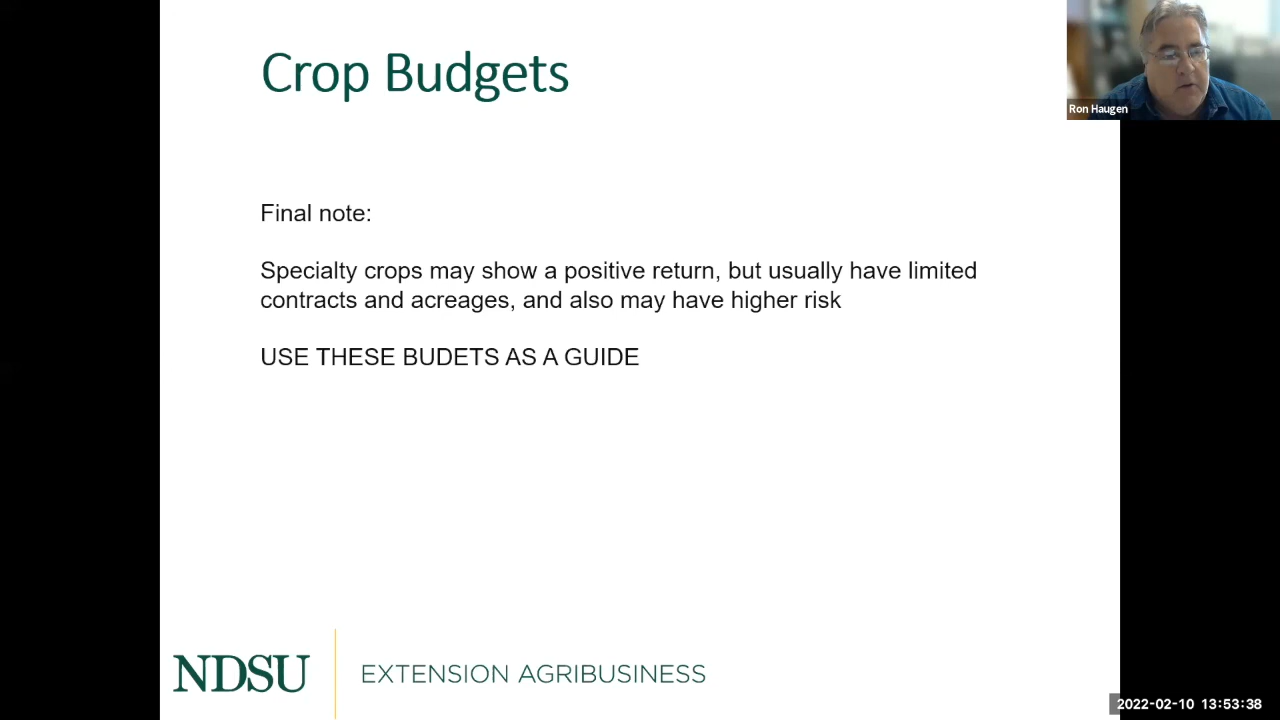 Crop Budgets
Ron Haugen
Final note:
Specialty crops may show a positive return, but usually have limited
contracts and acreages, and also may have higher risk
USE THESE BUDETS AS A GUIDE
NDSU
EXTENSION AGRIBUSINESS
2022-02-10 13:53:38